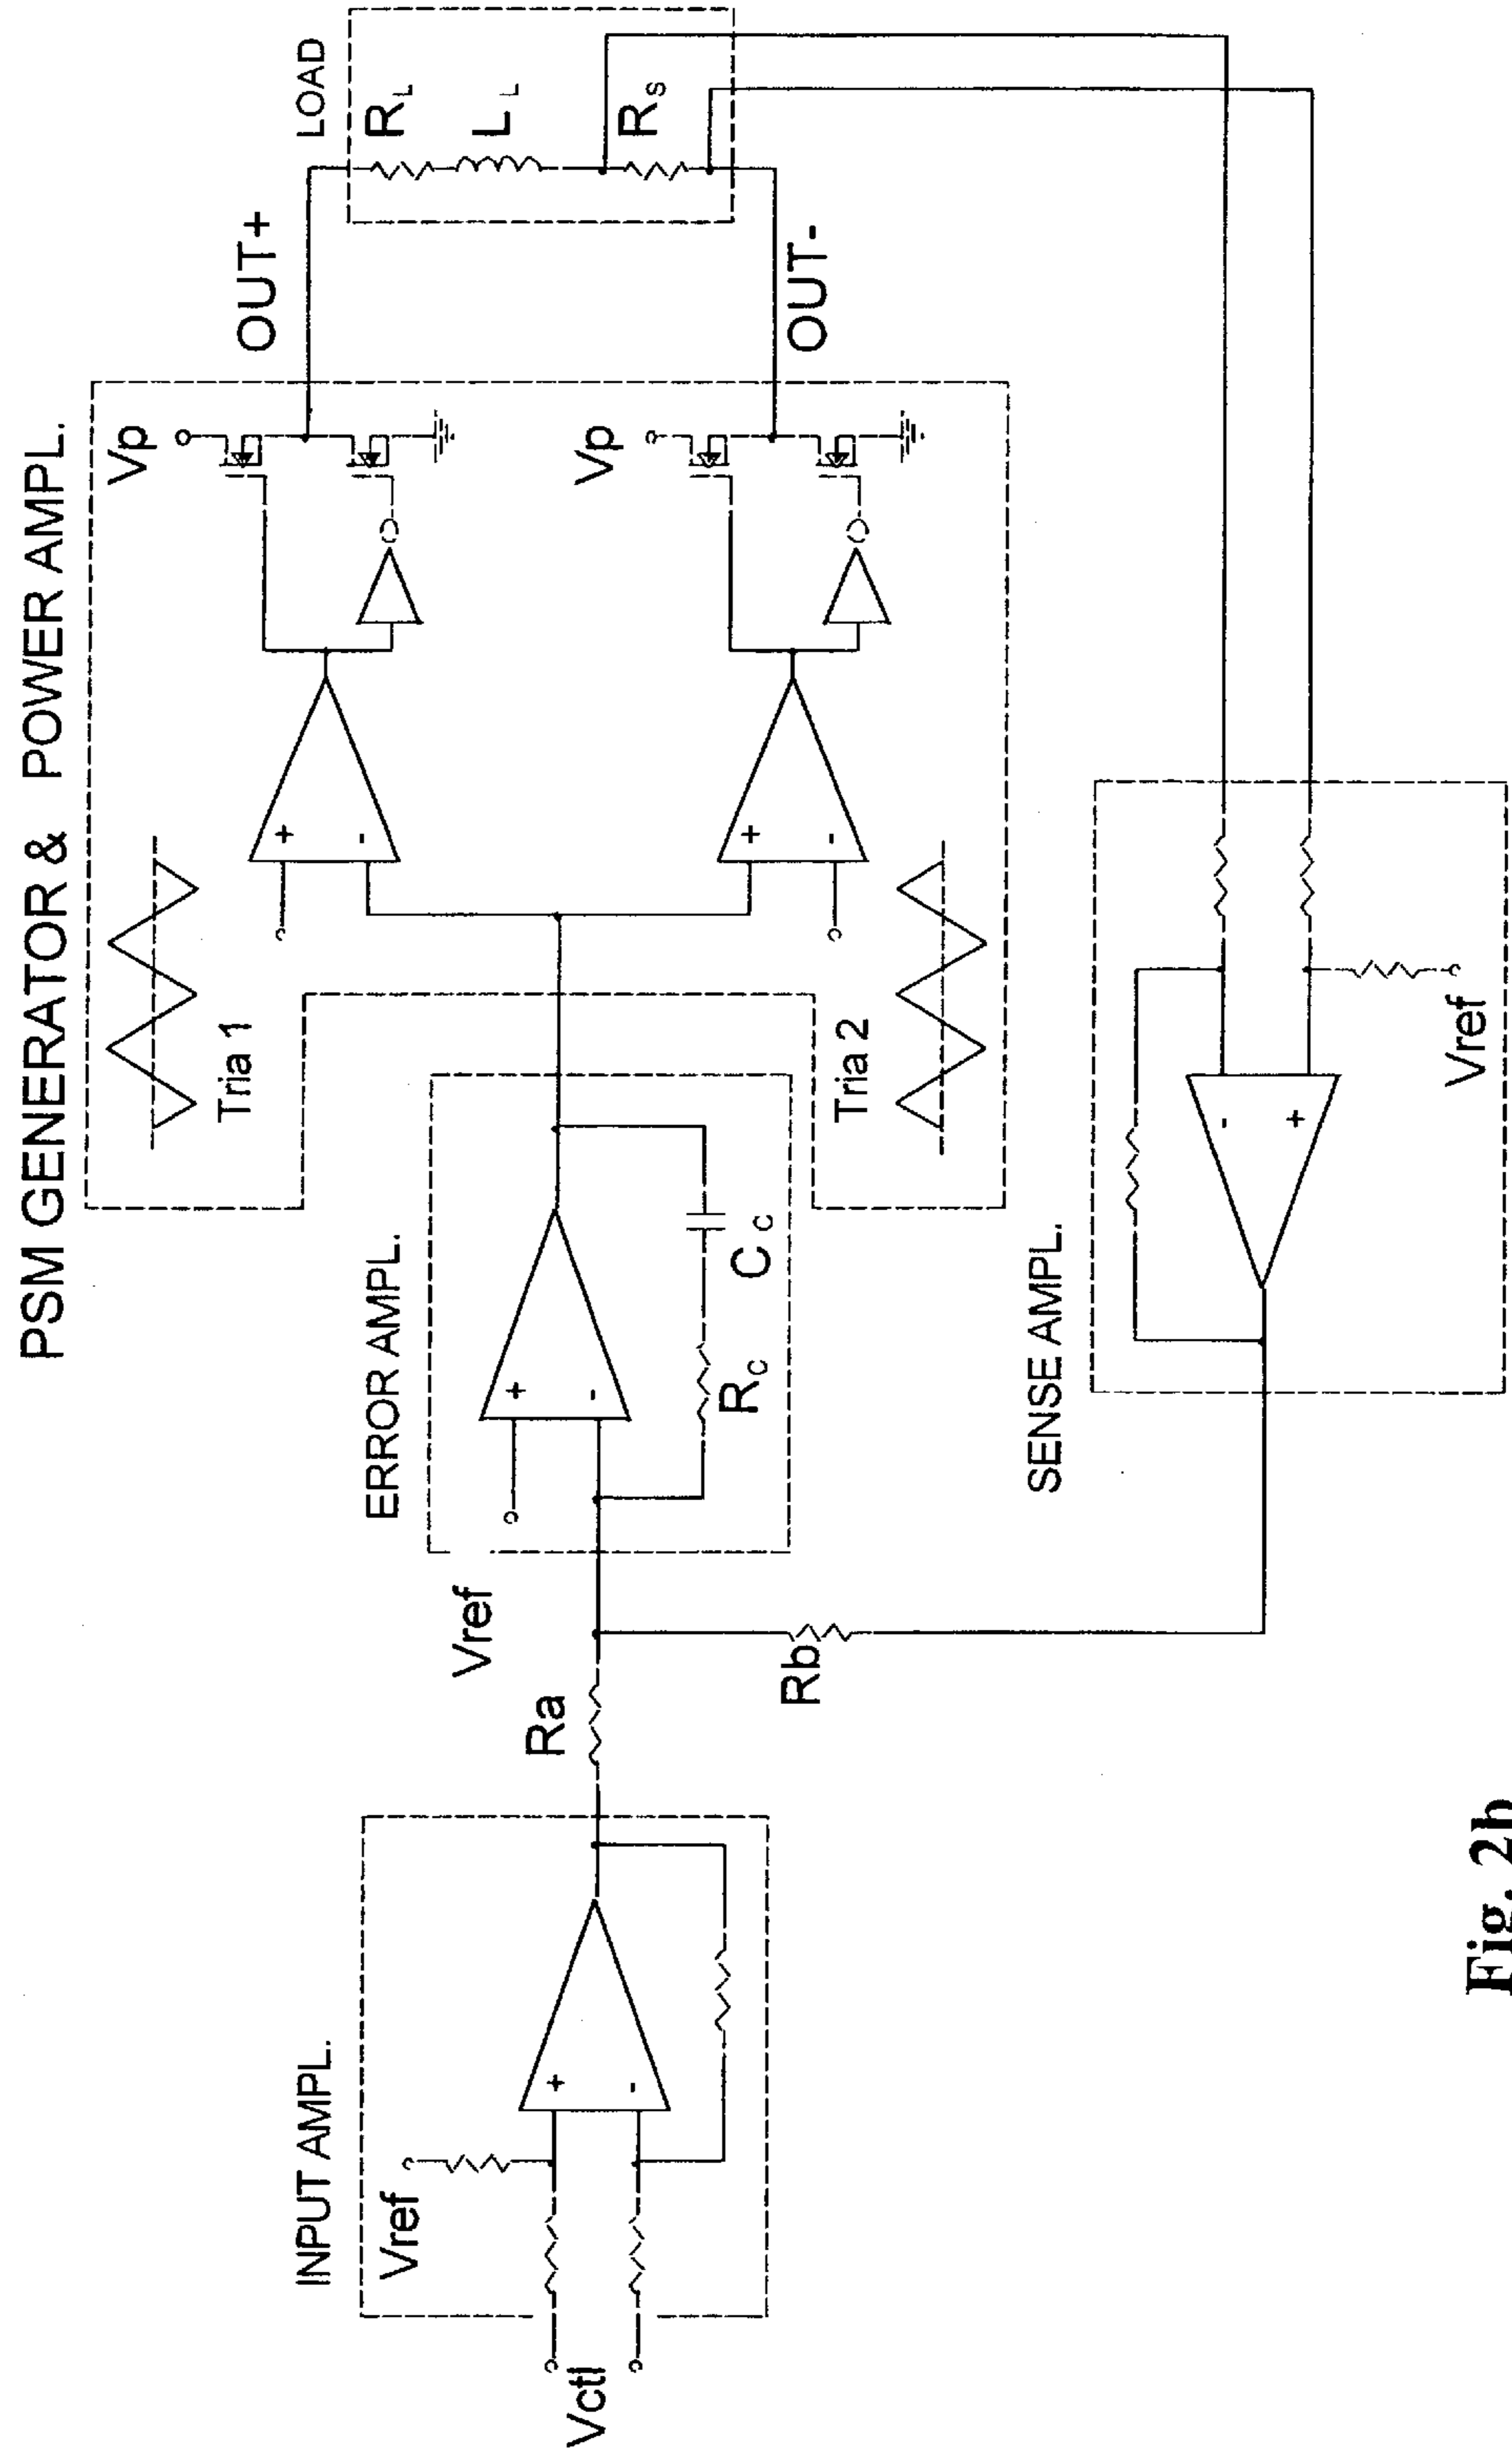 PSM GENERATOR & POWER AMPL.
Vp
OUT+
LOAD
RL
LL
RS
Tria 1
Vp
OUT-
Tria 2
+
-
+
-
ERROR AMPL.
+
-
RC
CC
Vref
Ra
Rb
INPUT AMPL.
Vref
+
-
Vctl
SENSE AMPL.
-
+
Vref
Fig. 2b